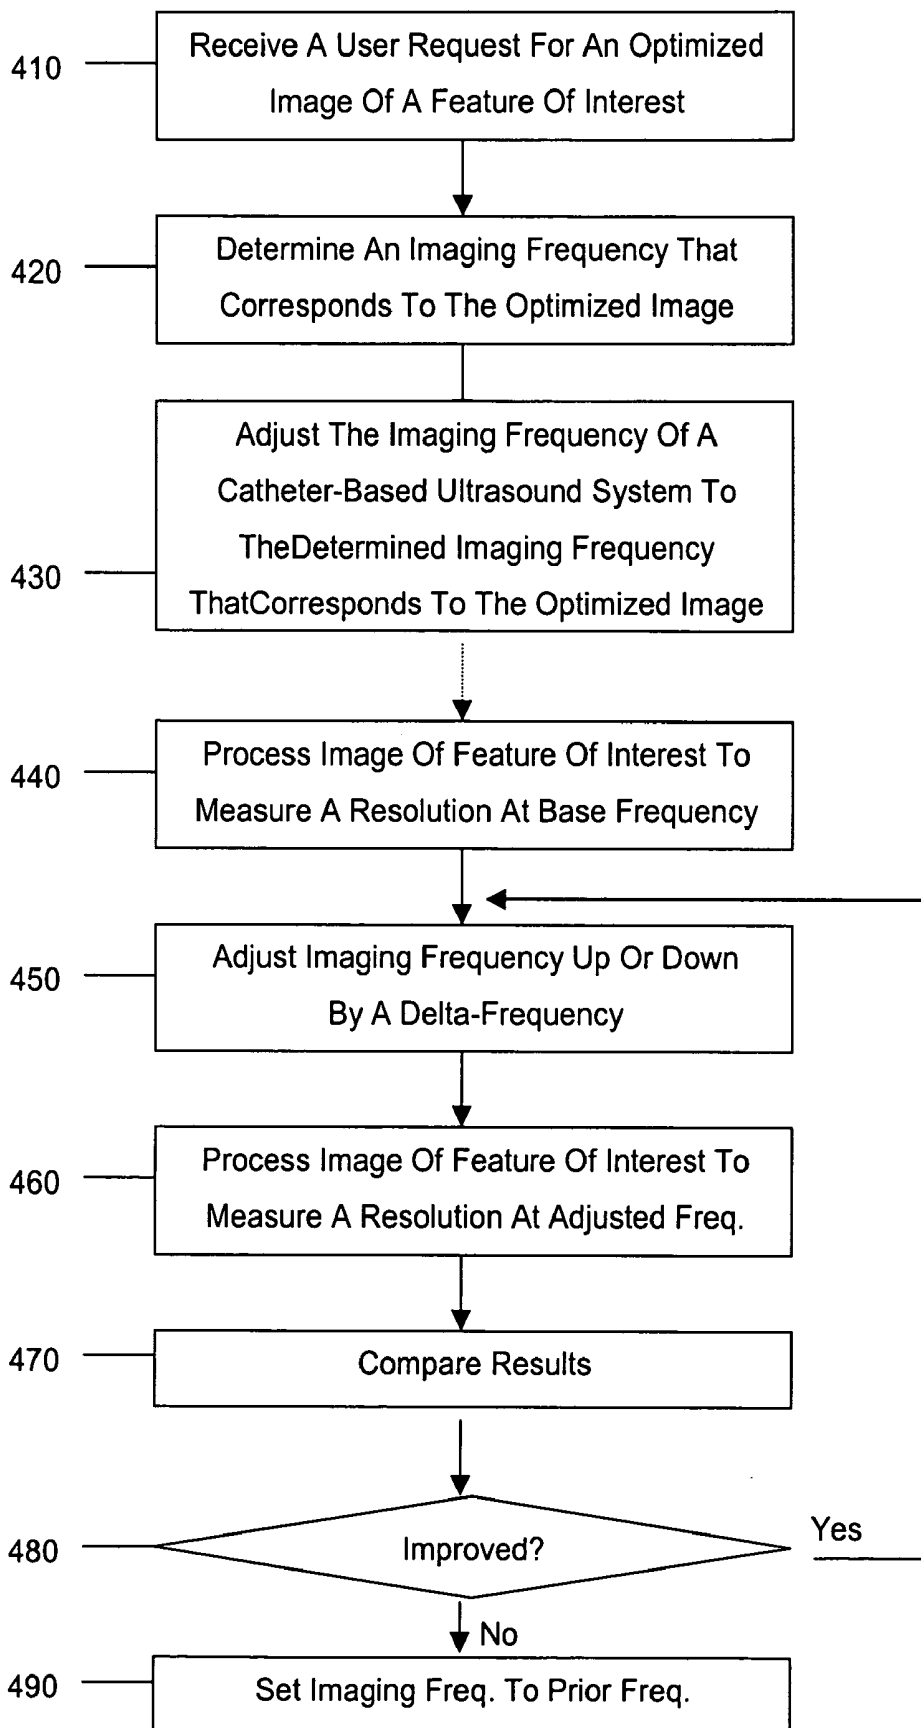 410
Receive A User Request For An Optimized
Image Of A Feature Of Interest
420
Determine An Imaging Frequency That
Corresponds To The Optimized Image
430
Adjust The Imaging Frequency Of A
Catheter-Based Ultrasound System To
TheDetermined Imaging Frequency
ThatCorresponds To The Optimized Image
440
Process Image Of Feature Of Interest To
Measure A Resolution At Base Frequency
450
Adjust Imaging Frequency Up Or Down
By A Delta-Frequency
460
Process Image Of Feature Of Interest To
Measure A Resolution At Adjusted Freq.
470
Compare Results
480
Improved?
Yes
No
490
Set Imaging Freq. To Prior Freq.